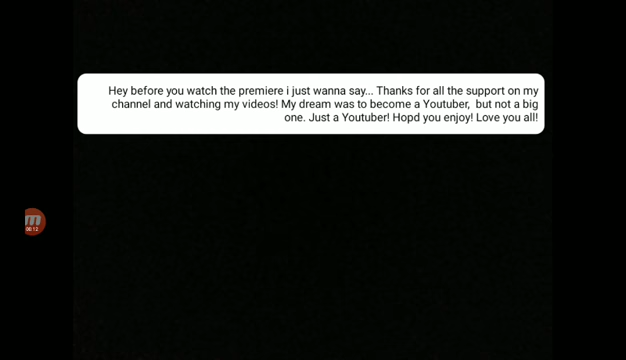 Hey before you watch the premiere i just wanna say... Thanks for all the support on my
channel and watching my videos! My dream was to become a Youtuber, but not a big
one. Just a Youtuber! Hopd you enjoy! Love you all!
m